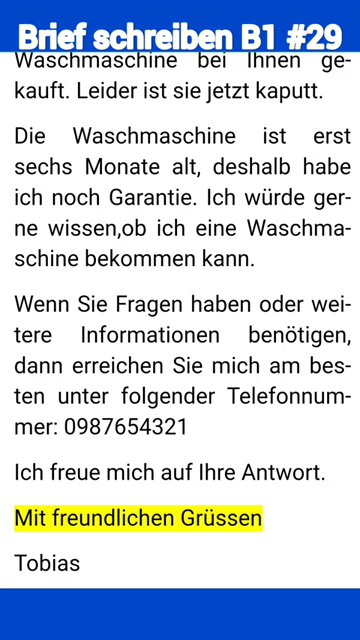 Brief schreiben B1 #29
Waschmaschine bei Ihnen ge-
kauft. Leider ist sie jetzt kaputt.
Die Waschmaschine ist erst
sechs Monate alt, deshalb habe
ich noch Garantie. Ich würde ger-
ne wissen,ob ich eine Waschma-
schine bekommen kann.
Wenn Sie Fragen haben oder wei-
tere Informationen benötigen,
dann erreichen Sie mich am bes-
ten unter folgender Telefonnum-
mer: 0987654321
Ich freue mich auf Ihre Antwort.
Mit freundlichen Grüssen
Tobias